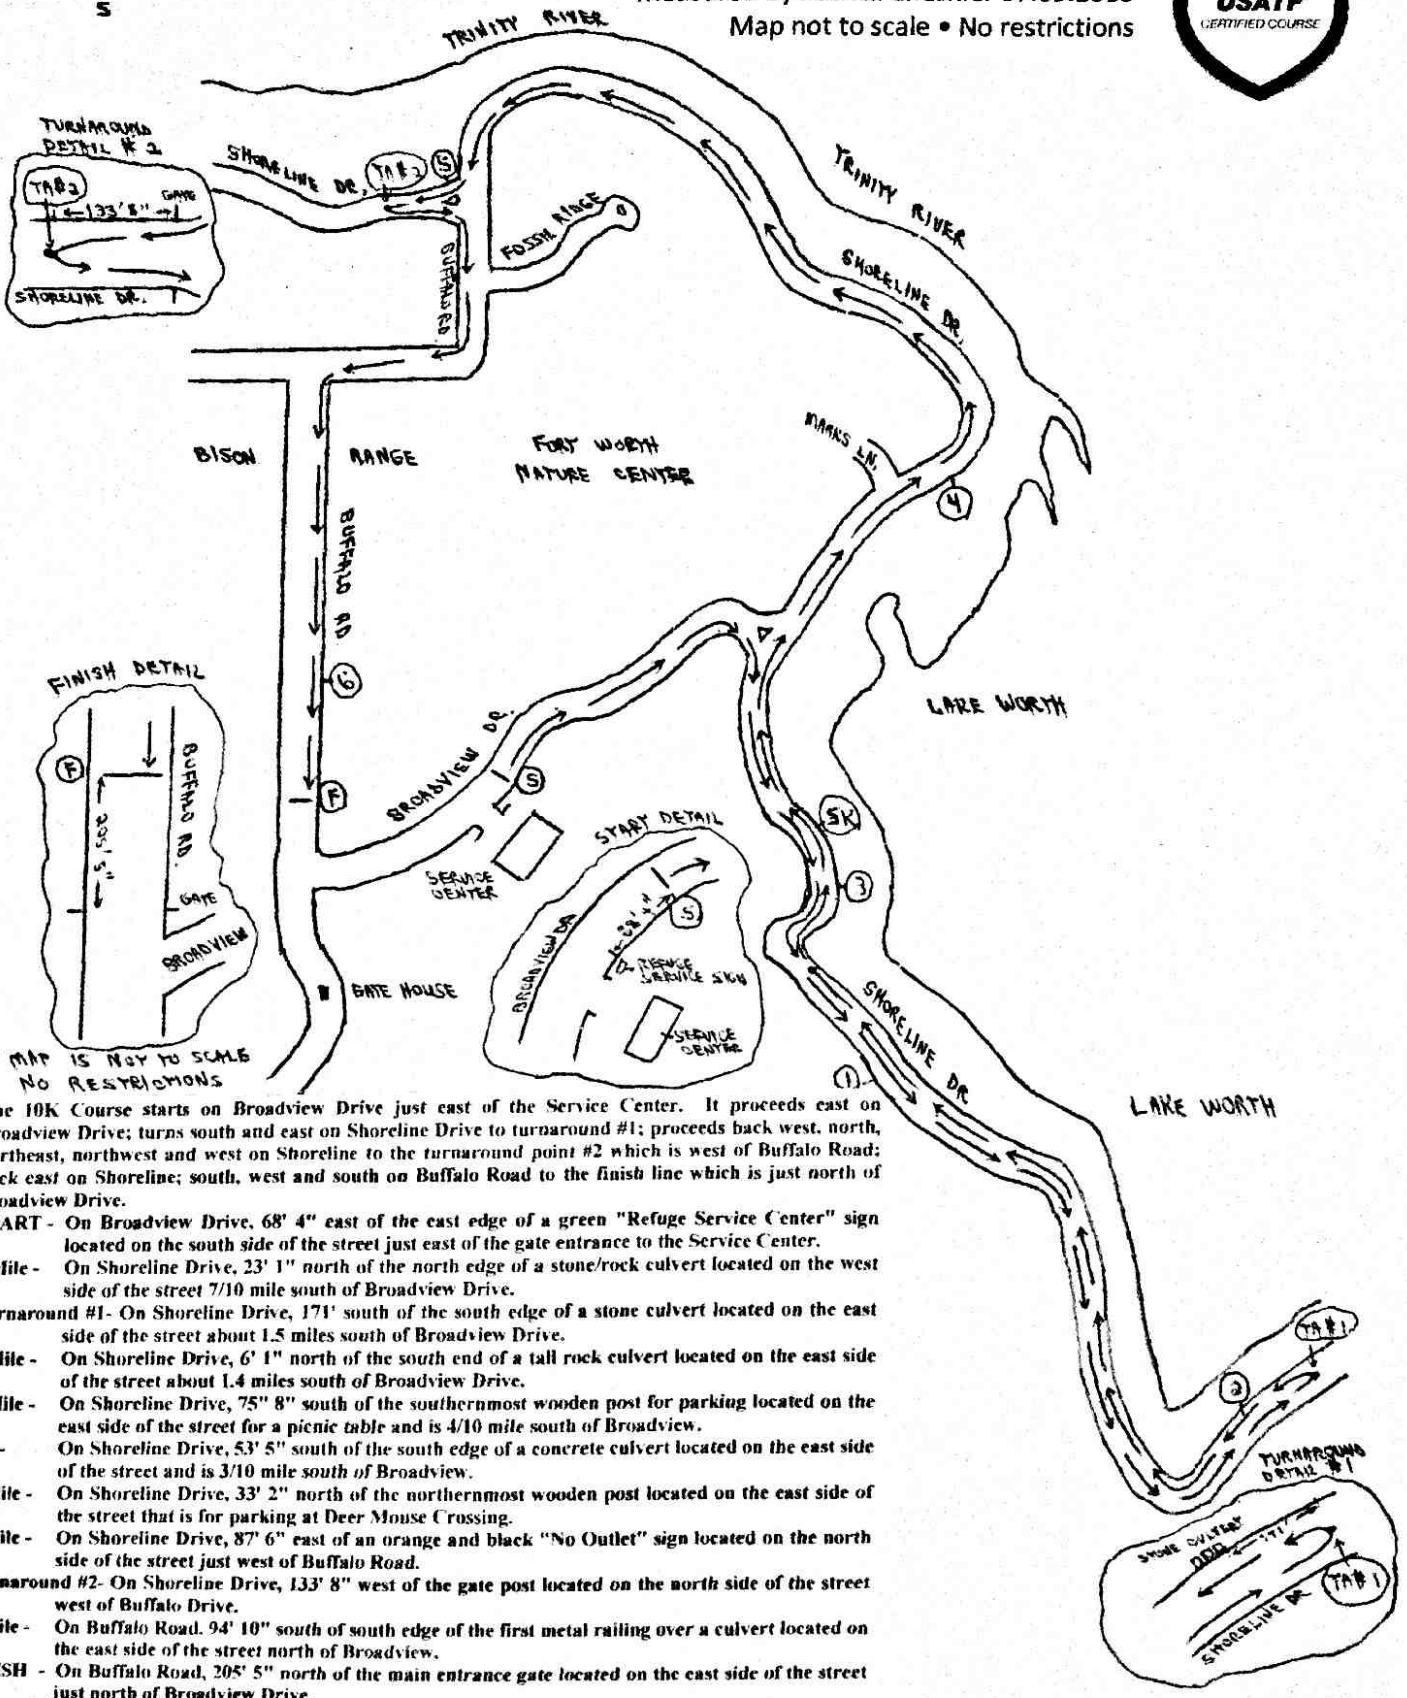 S
Map not to scale • No restrictions
USATF
CERTIFIED COURSE
TRINITY RIVER
TURNAROUND
DETAIL # 2
TA#2
GATE
133' 8"
SHORELINE DR.
SHORELINE DR.
TA#2
5
FOSSIL RIDGE
BUFFALO RD.
TRINITY RIVER
SHORELINE DR.
MARKS LN.
4
BISON RANGE
FORT WORTH
NATURE CENTER
BUFFALO RD.
6
F
LAKE WORTH
FINISH DETAIL
F
BUFFALO RD.
205' 5"
GATE
BROADVIEW
BROADVIEW DR.
S
SERVICE
CENTER
START DETAIL
BROADVIEW DR
68' 4"
S
REFUGE
SERVICE SIGN
SERVICE
CENTER
GATE HOUSE
5K
3
SHORELINE DR
1
LAKE WORTH
MAP IS NOT TO SCALE
NO RESTRICTIONS
10K Course starts on Broadview Drive just east of the Service Center. It proceeds east on
Broadview Drive; turns south and east on Shoreline Drive to turnaround #1; proceeds back west, north,
northeast, northwest and west on Shoreline to the turnaround point #2 which is west of Buffalo Road;
back east on Shoreline; south, west and south on Buffalo Road to the finish line which is just north of
Broadview Drive.
ART - On Broadview Drive, 68' 4" east of the east edge of a green "Refuge Service Center" sign
located on the south side of the street just east of the gate entrance to the Service Center.
Mile - On Shoreline Drive, 23' 1" north of the north edge of a stone/rock culvert located on the west
side of the street 7/10 mile south of Broadview Drive.
rnaround #1- On Shoreline Drive, 171' south of the south edge of a stone culvert located on the east
side of the street about 1.5 miles south of Broadview Drive.
Mile - On Shoreline Drive, 6' 1" north of the south end of a tall rock culvert located on the east side
of the street about 1.4 miles south of Broadview Drive.
Mile - On Shoreline Drive, 75" 8" south of the southernmost wooden post for parking located on the
east side of the street for a picnic table and is 4/10 mile south of Broadview.
- On Shoreline Drive, 53' 5" south of the south edge of a concrete culvert located on the east side
of the street and is 3/10 mile south of Broadview.
ile - On Shoreline Drive, 33' 2" north of the northernmost wooden post located on the east side of
the street that is for parking at Deer Mouse Crossing.
ile - On Shoreline Drive, 87' 6" east of an orange and black "No Outlet" sign located on the north
side of the street just west of Buffalo Road.
naround #2- On Shoreline Drive, 133' 8" west of the gate post located on the north side of the street
west of Buffalo Drive.
ile - On Buffalo Road. 94' 10" south of south edge of the first metal railing over a culvert located on
the east side of the street north of Broadview.
SH - On Buffalo Road, 205' 5" north of the main entrance gate located on the east side of the street
just north of Broadview Drive
TA#1
2
TURNAROUND
DETAIL #1
STONE CULVERT
171'
TA#1
SHORELINE DR